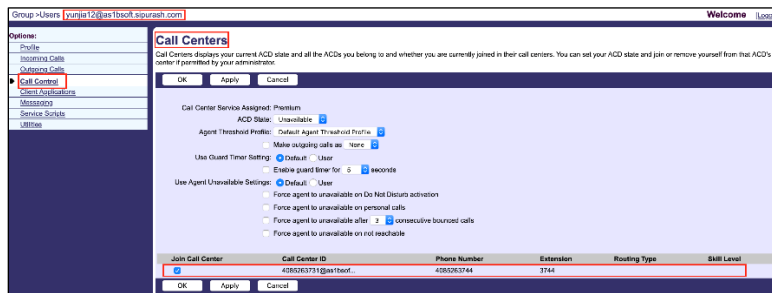 Group >Users yunjia12@as1bsoft.sipurash.com Welcome [Logo
Options:
Profile
Incoming Calls
Outgoing Calls
Call Control
Client Applications
Messaging
Service Scripts
Utilities
Call Centers
Call Centers displays your current ACD state and all the ACDs you belong to and whether you are currently joined in their call centers. You can set your ACD state and join or remove yourself from that ACD's
center if permitted by your administrator.
OK Apply Cancel
Call Center Service Assigned: Premium
ACD State: Unavailable
Agent Threshold Profile: Default Agent Threshold Profile
Make outgoing calls as None
Use Guard Timer Setting: Default User
Enable guard timer for 5 seconds
Use Agent Unavailable Settings: Default User
Force agent to unavailable on Do Not Disturb activation
Force agent to unavailable on personal calls
Force agent to unavailable after 3 consecutive bounced calls
Force agent to unavailable on not reachable
Join Call Center Call Center ID Phone Number Extension Routing Type Skill Level
4085263731@as1bsof... 4085263744 3744
OK Apply Cancel